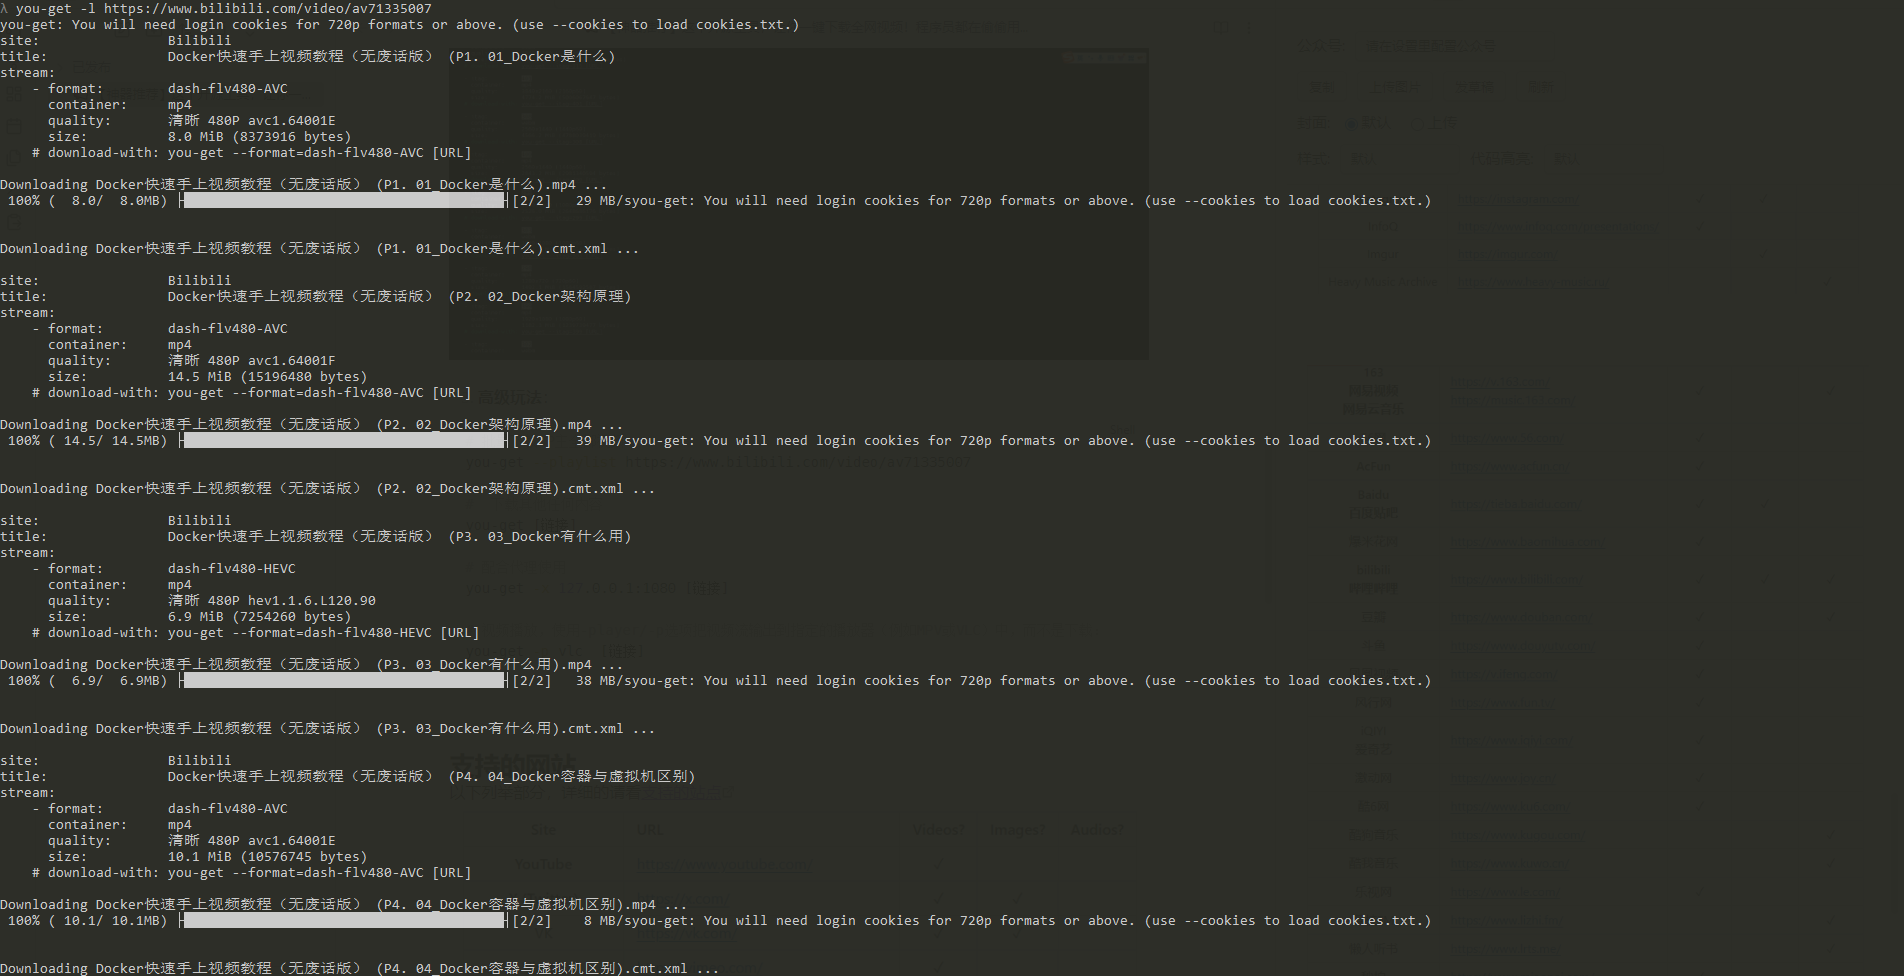 λ you-get -l https://www.bilibili.com/video/av71335007
you-get: You will need login cookies for 720p formats or above. (use --cookies to load cookies.txt.)
site:                Bilibili
title:               Docker快速手上视频教程（无废话版） (P1. 01_Docker是什么)
stream:
    - format:        dash-flv480-AVC
      container:     mp4
      quality:       清晰 480P avc1.64001E
      size:          8.0 MiB (8373916 bytes)
    # download-with: you-get --format=dash-flv480-AVC [URL]
Downloading Docker快速手上视频教程（无废话版） (P1. 01_Docker是什么).mp4 ...
 100% (  8.0/  8.0MB) ├████████████████████████████████████████┤[2/2]   29 MB/syou-get: You will need login cookies for 720p formats or above. (use --cookies to load cookies.txt.)
Downloading Docker快速手上视频教程（无废话版） (P1. 01_Docker是什么).cmt.xml ...
site:                Bilibili
title:               Docker快速手上视频教程（无废话版） (P2. 02_Docker架构原理)
stream:
    - format:        dash-flv480-AVC
      container:     mp4
      quality:       清晰 480P avc1.64001F
      size:          14.5 MiB (15196480 bytes)
    # download-with: you-get --format=dash-flv480-AVC [URL]
Downloading Docker快速手上视频教程（无废话版） (P2. 02_Docker架构原理).mp4 ...
 100% ( 14.5/ 14.5MB) ├████████████████████████████████████████┤[2/2]   39 MB/syou-get: You will need login cookies for 720p formats or above. (use --cookies to load cookies.txt.)
Downloading Docker快速手上视频教程（无废话版） (P2. 02_Docker架构原理).cmt.xml ...
site:                Bilibili
title:               Docker快速手上视频教程（无废话版） (P3. 03_Docker有什么用)
stream:
    - format:        dash-flv480-HEVC
      container:     mp4
      quality:       清晰 480P hev1.1.6.L120.90
      size:          6.9 MiB (7254260 bytes)
    # download-with: you-get --format=dash-flv480-HEVC [URL]
Downloading Docker快速手上视频教程（无废话版） (P3. 03_Docker有什么用).mp4 ...
 100% (  6.9/  6.9MB) ├████████████████████████████████████████┤[2/2]   38 MB/syou-get: You will need login cookies for 720p formats or above. (use --cookies to load cookies.txt.)
Downloading Docker快速手上视频教程（无废话版） (P3. 03_Docker有什么用).cmt.xml ...
site:                Bilibili
title:               Docker快速手上视频教程（无废话版） (P4. 04_Docker容器与虚拟机区别)
stream:
    - format:        dash-flv480-AVC
      container:     mp4
      quality:       清晰 480P avc1.64001E
      size:          10.1 MiB (10576745 bytes)
    # download-with: you-get --format=dash-flv480-AVC [URL]
Downloading Docker快速手上视频教程（无废话版） (P4. 04_Docker容器与虚拟机区别).mp4 ...
 100% ( 10.1/ 10.1MB) ├████████████████████████████████████████┤[2/2]    8 MB/syou-get: You will need login cookies for 720p formats or above. (use --cookies to load cookies.txt.)
Downloading Docker快速手上视频教程（无废话版） (P4. 04_Docker容器与虚拟机区别).cmt.xml ...